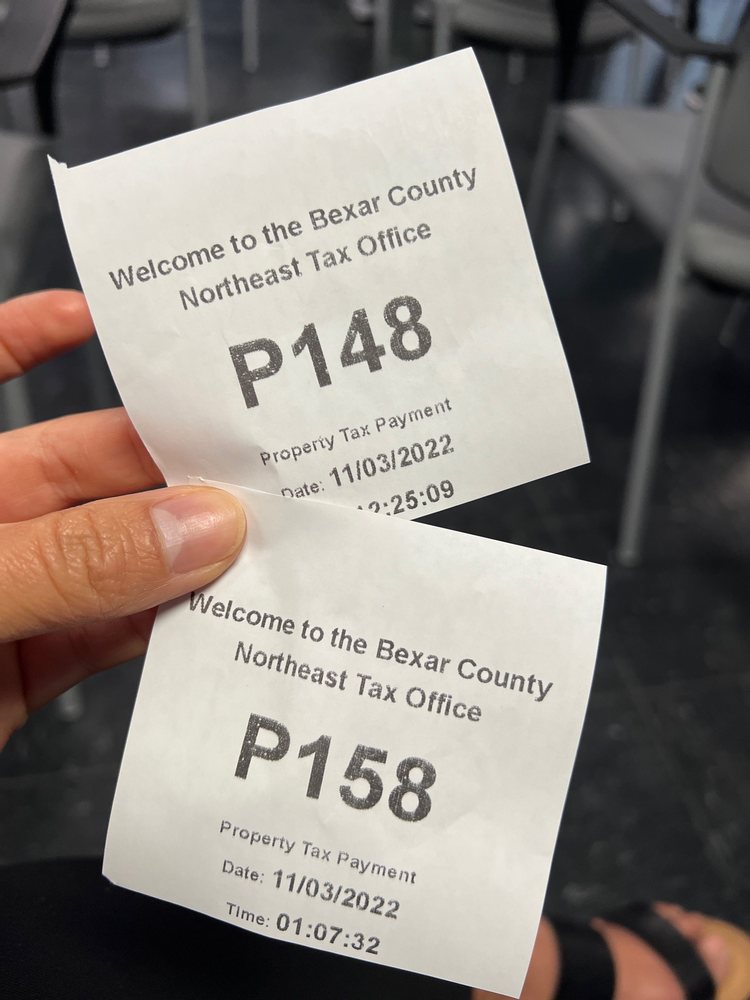 Welcome to the Bexar County
Northeast Tax Office
P148
Property Tax Payment
Date: 11/03/2022
12:25:09
Welcome to the Bexar County
Northeast Tax Office
P158
Property Tax Payment
Date: 11/03/2022
Time: 01:07:32